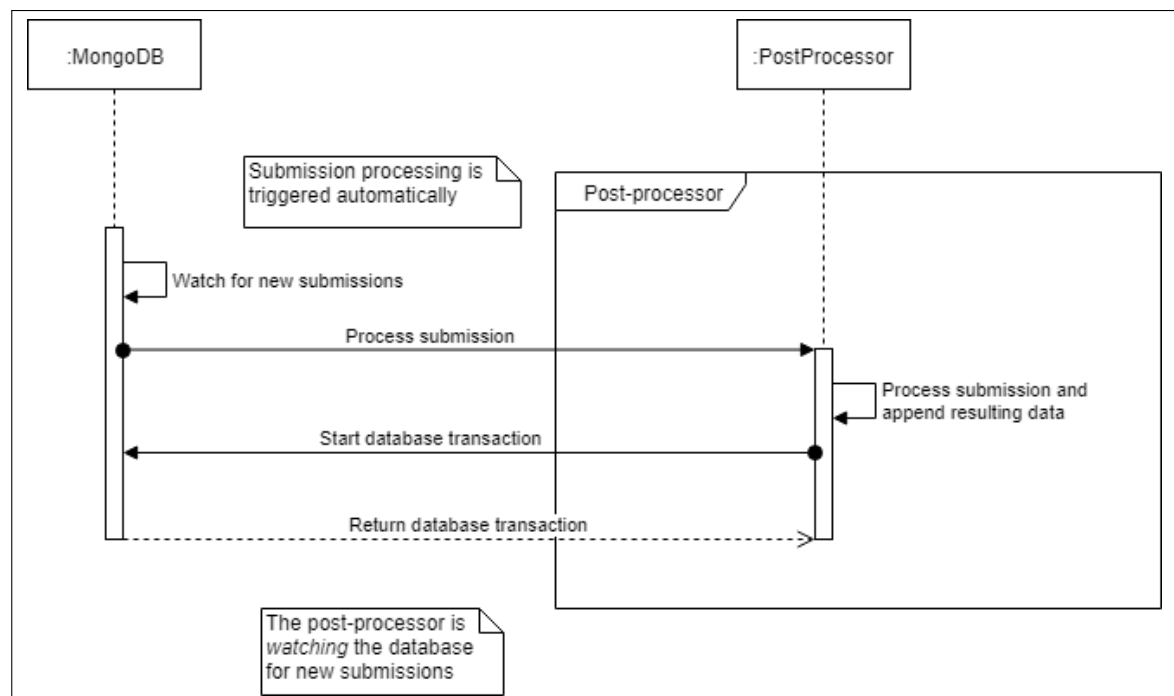 :MongoDB
:PostProcessor
Submission processing is
triggered automatically
Post-processor
Watch for new submissions
Process submission
Process submission and
append resulting data
Start database transaction
Return database transaction
The post-processor is
watching the database
for new submissions